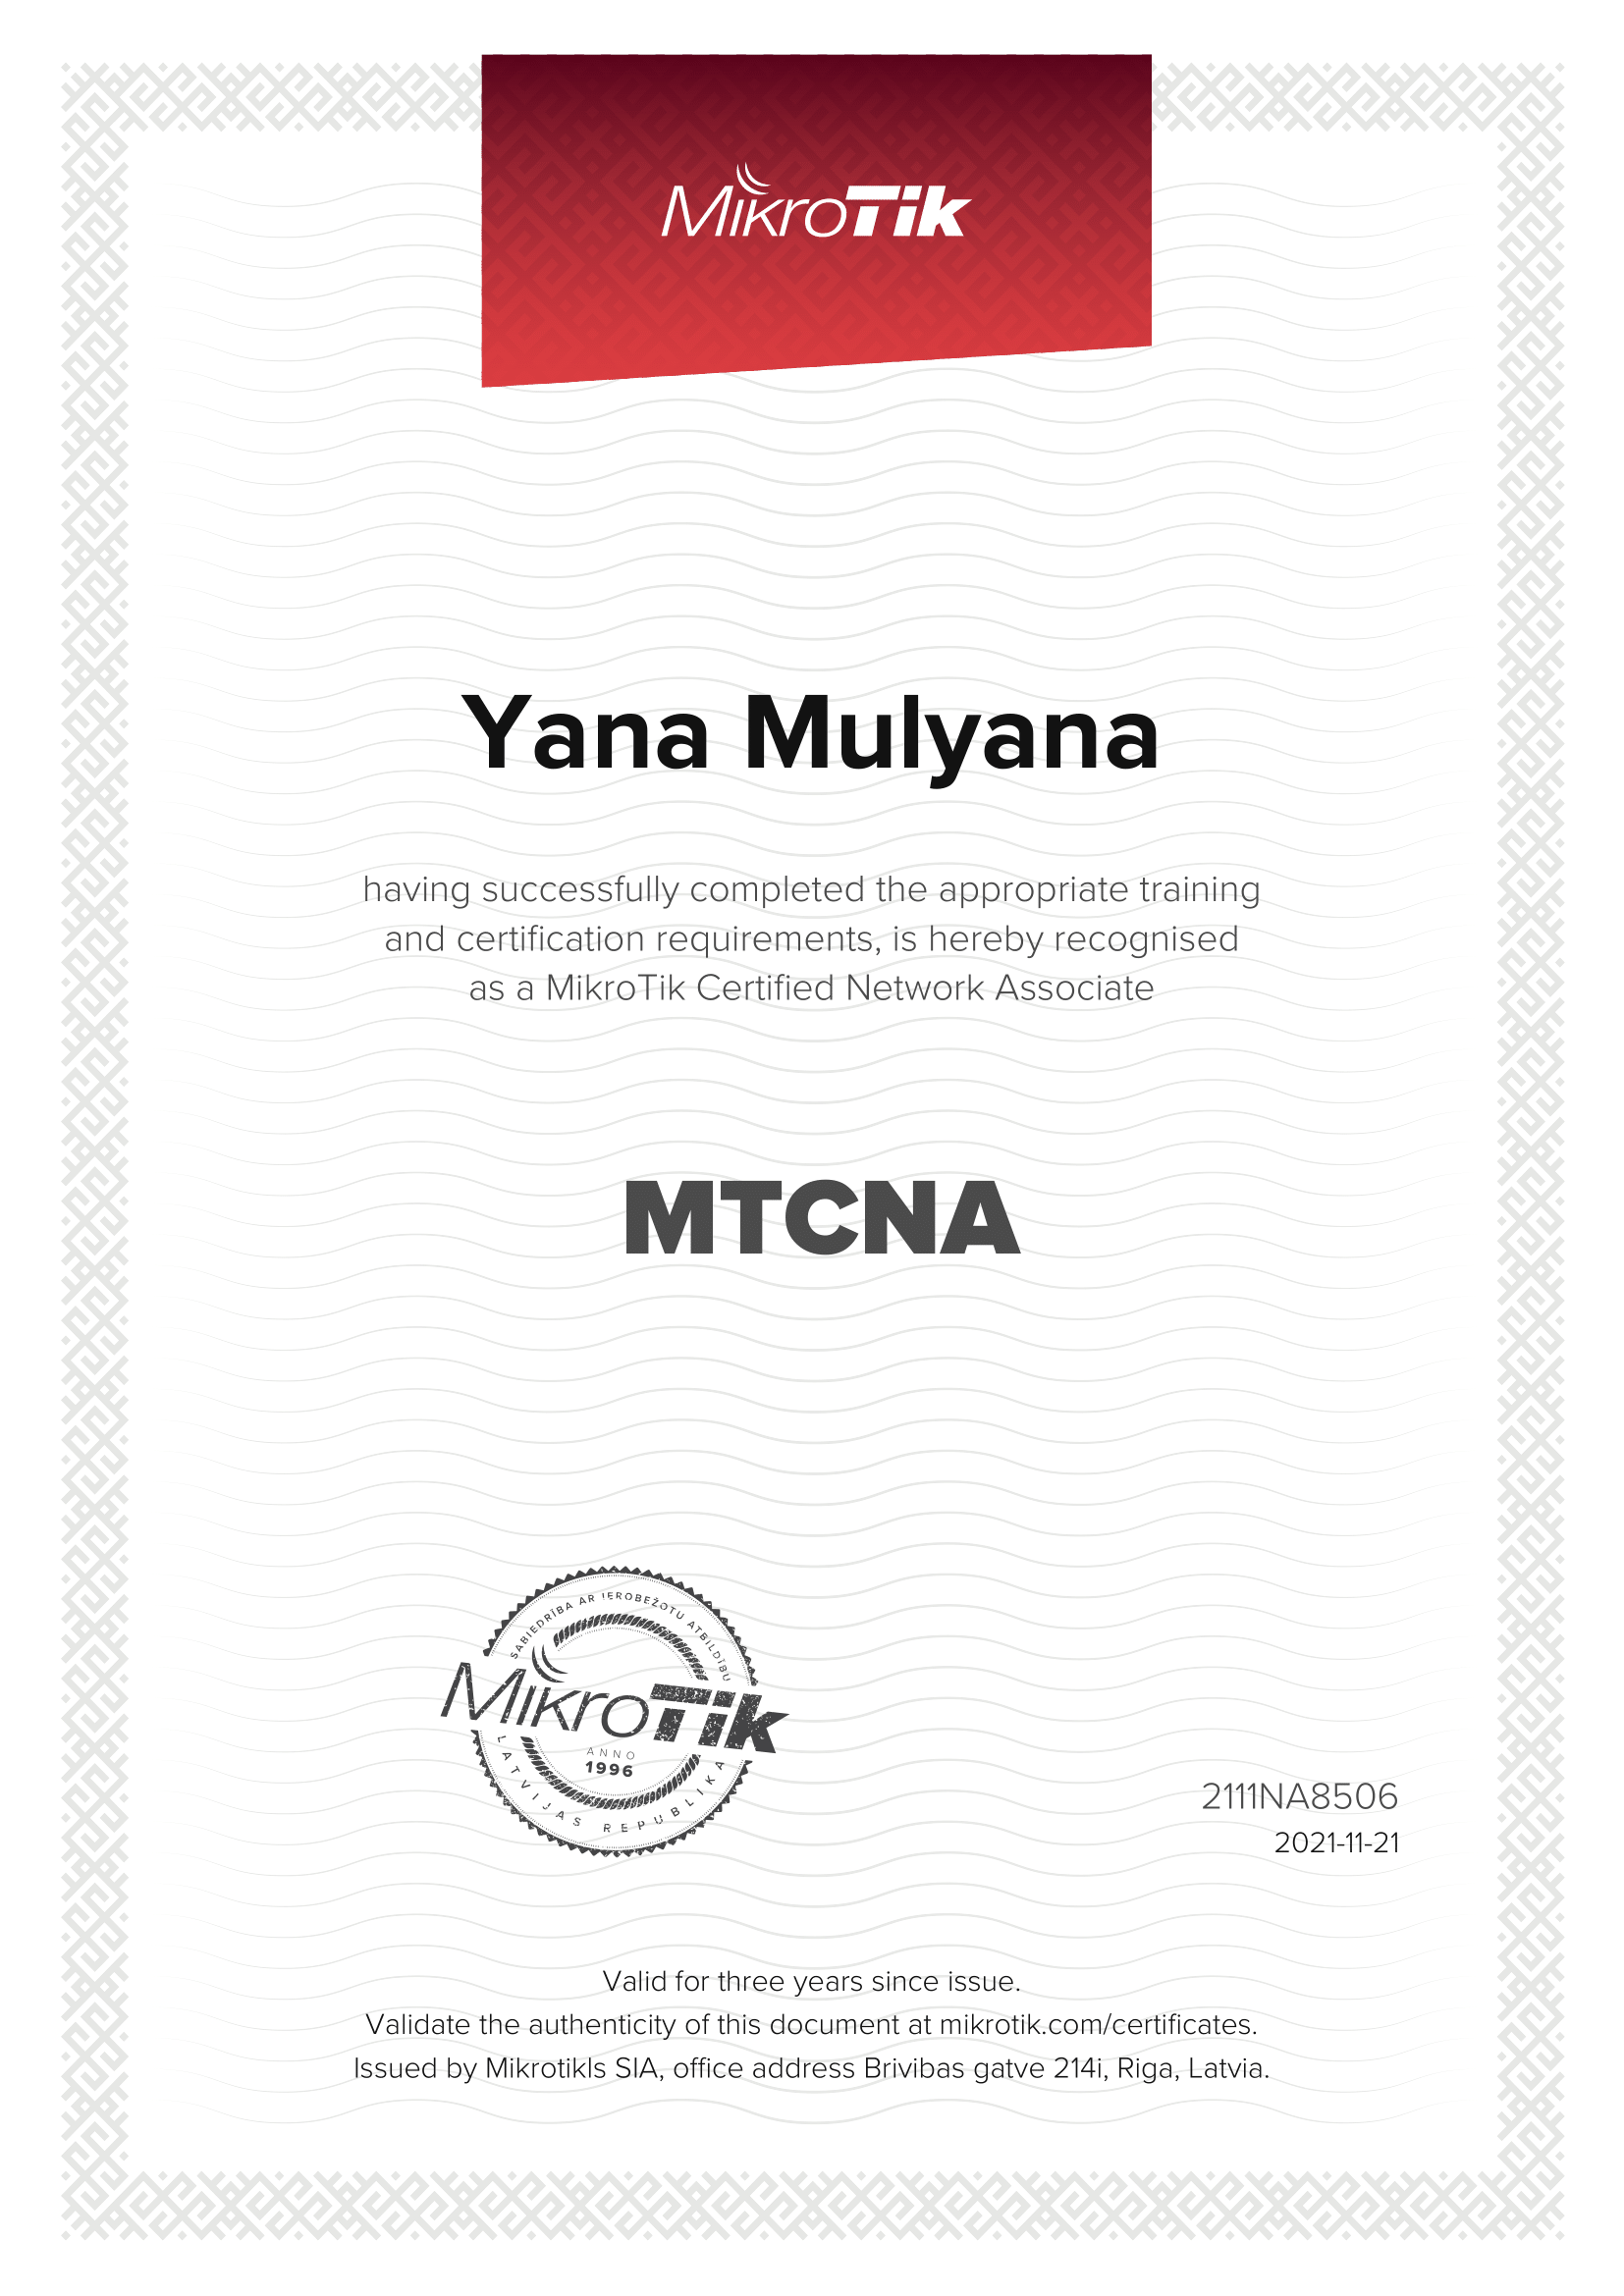 MikroTik
Yana Mulyana
having successfully completed the appropriate training
and certification requirements, is hereby recognised
as a MikroTik Certified Network Associate
MTCNA
SABIEDRĪBA AR IEROBEŽOTU ATBILDĪBU
MikroTik
ANNO
1996
LATVIJAS REPUBLIKA
2111NA8506
2021-11-21
Valid for three years since issue.
Validate the authenticity of this document at mikrotik.com/certificates.
Issued by Mikrotikls SIA, office address Brivibas gatve 214i, Riga, Latvia.